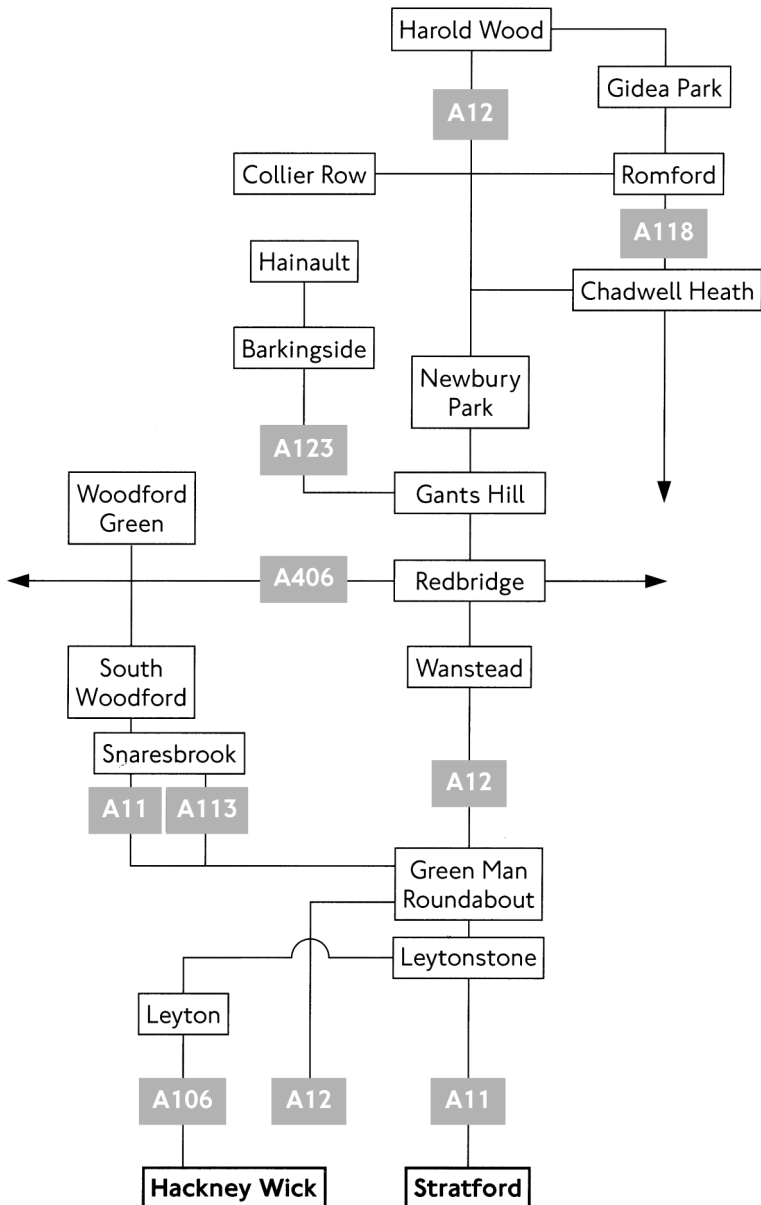 Harold Wood
Gidea Park
A12
Collier Row
Romford
A118
Hainault
Chadwell Heath
Barkingside
Newbury
Park
A123
Woodford
Green
Gants Hill
A406
Redbridge
South
Woodford
Wanstead
Snaresbrook
A11
A113
A12
Green Man
Roundabout
Leytonstone
Leyton
A106
A12
A11
Hackney Wick
Stratford